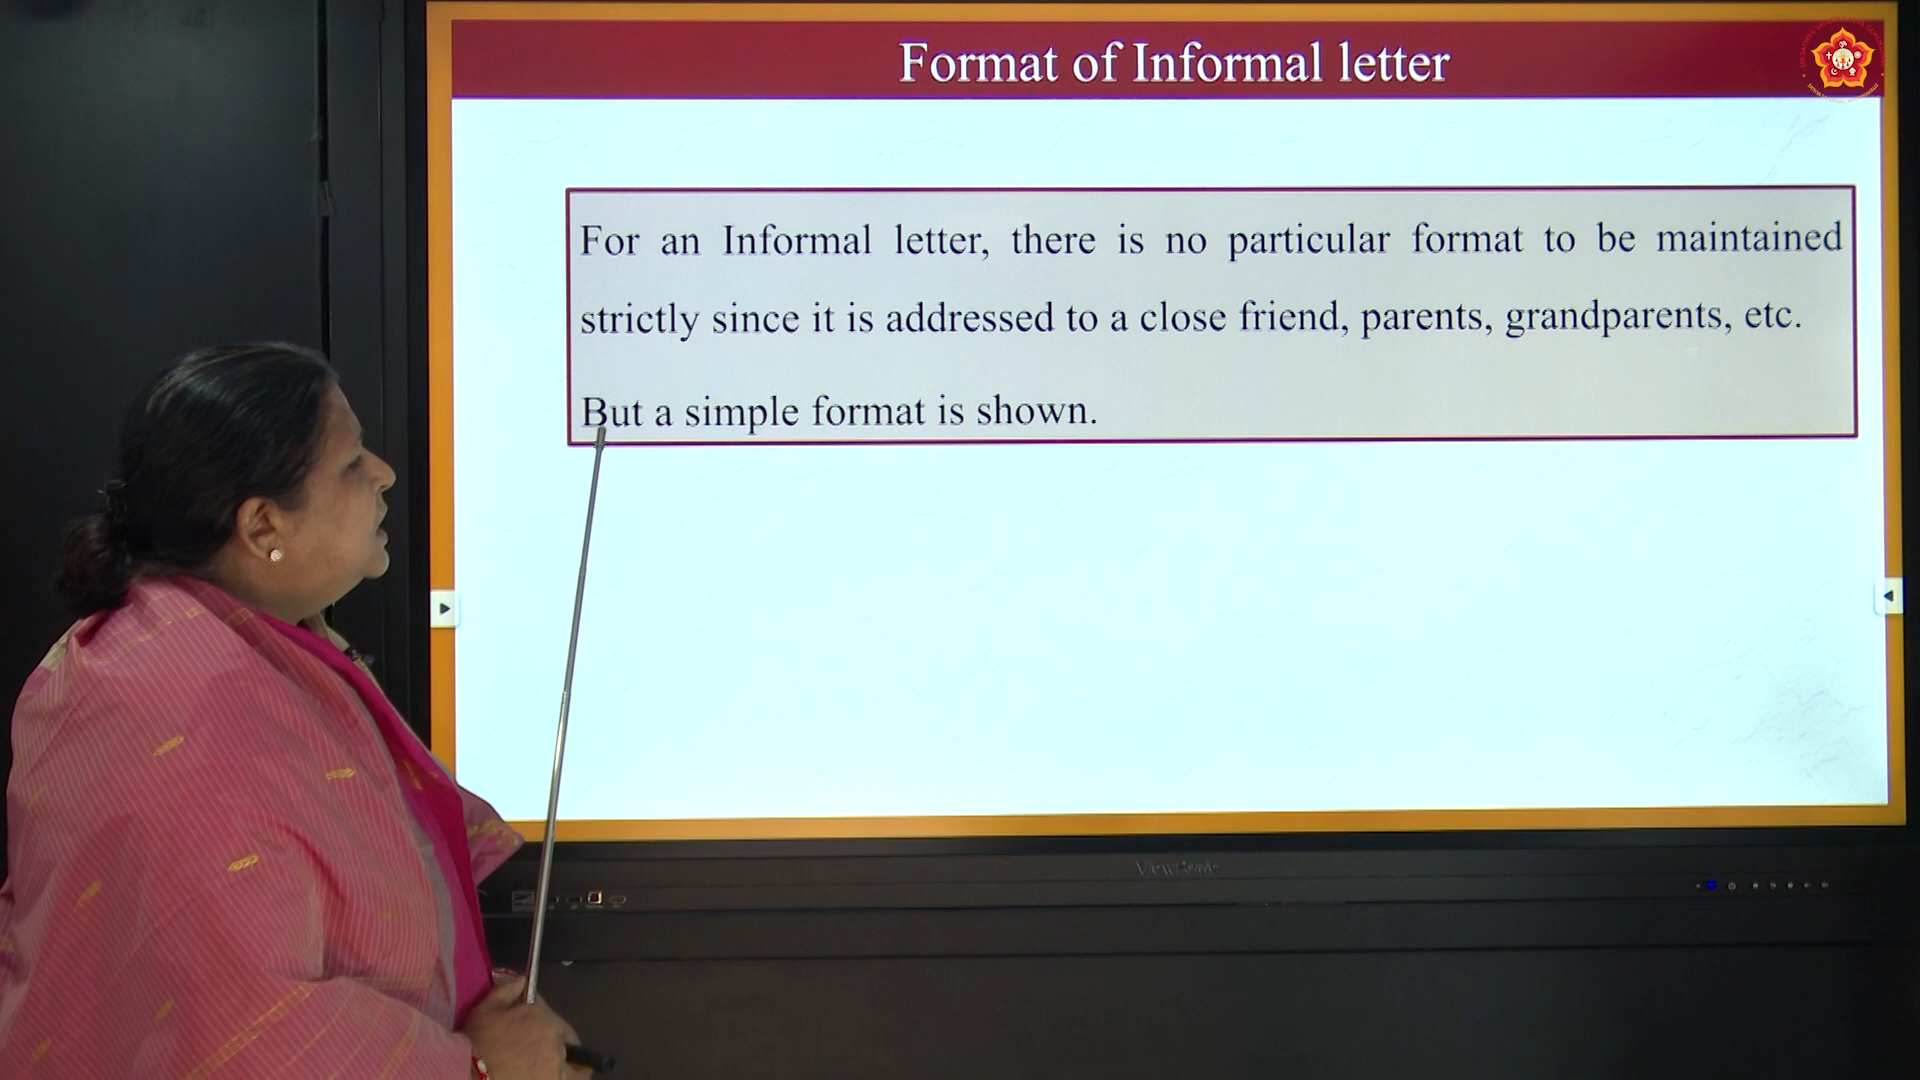 Format of Informal letter
For an Informal letter, there is no particular format to be maintained
strictly since it is addressed to a close friend, parents, grandparents, etc.
But a simple format is shown.
ViewSonic